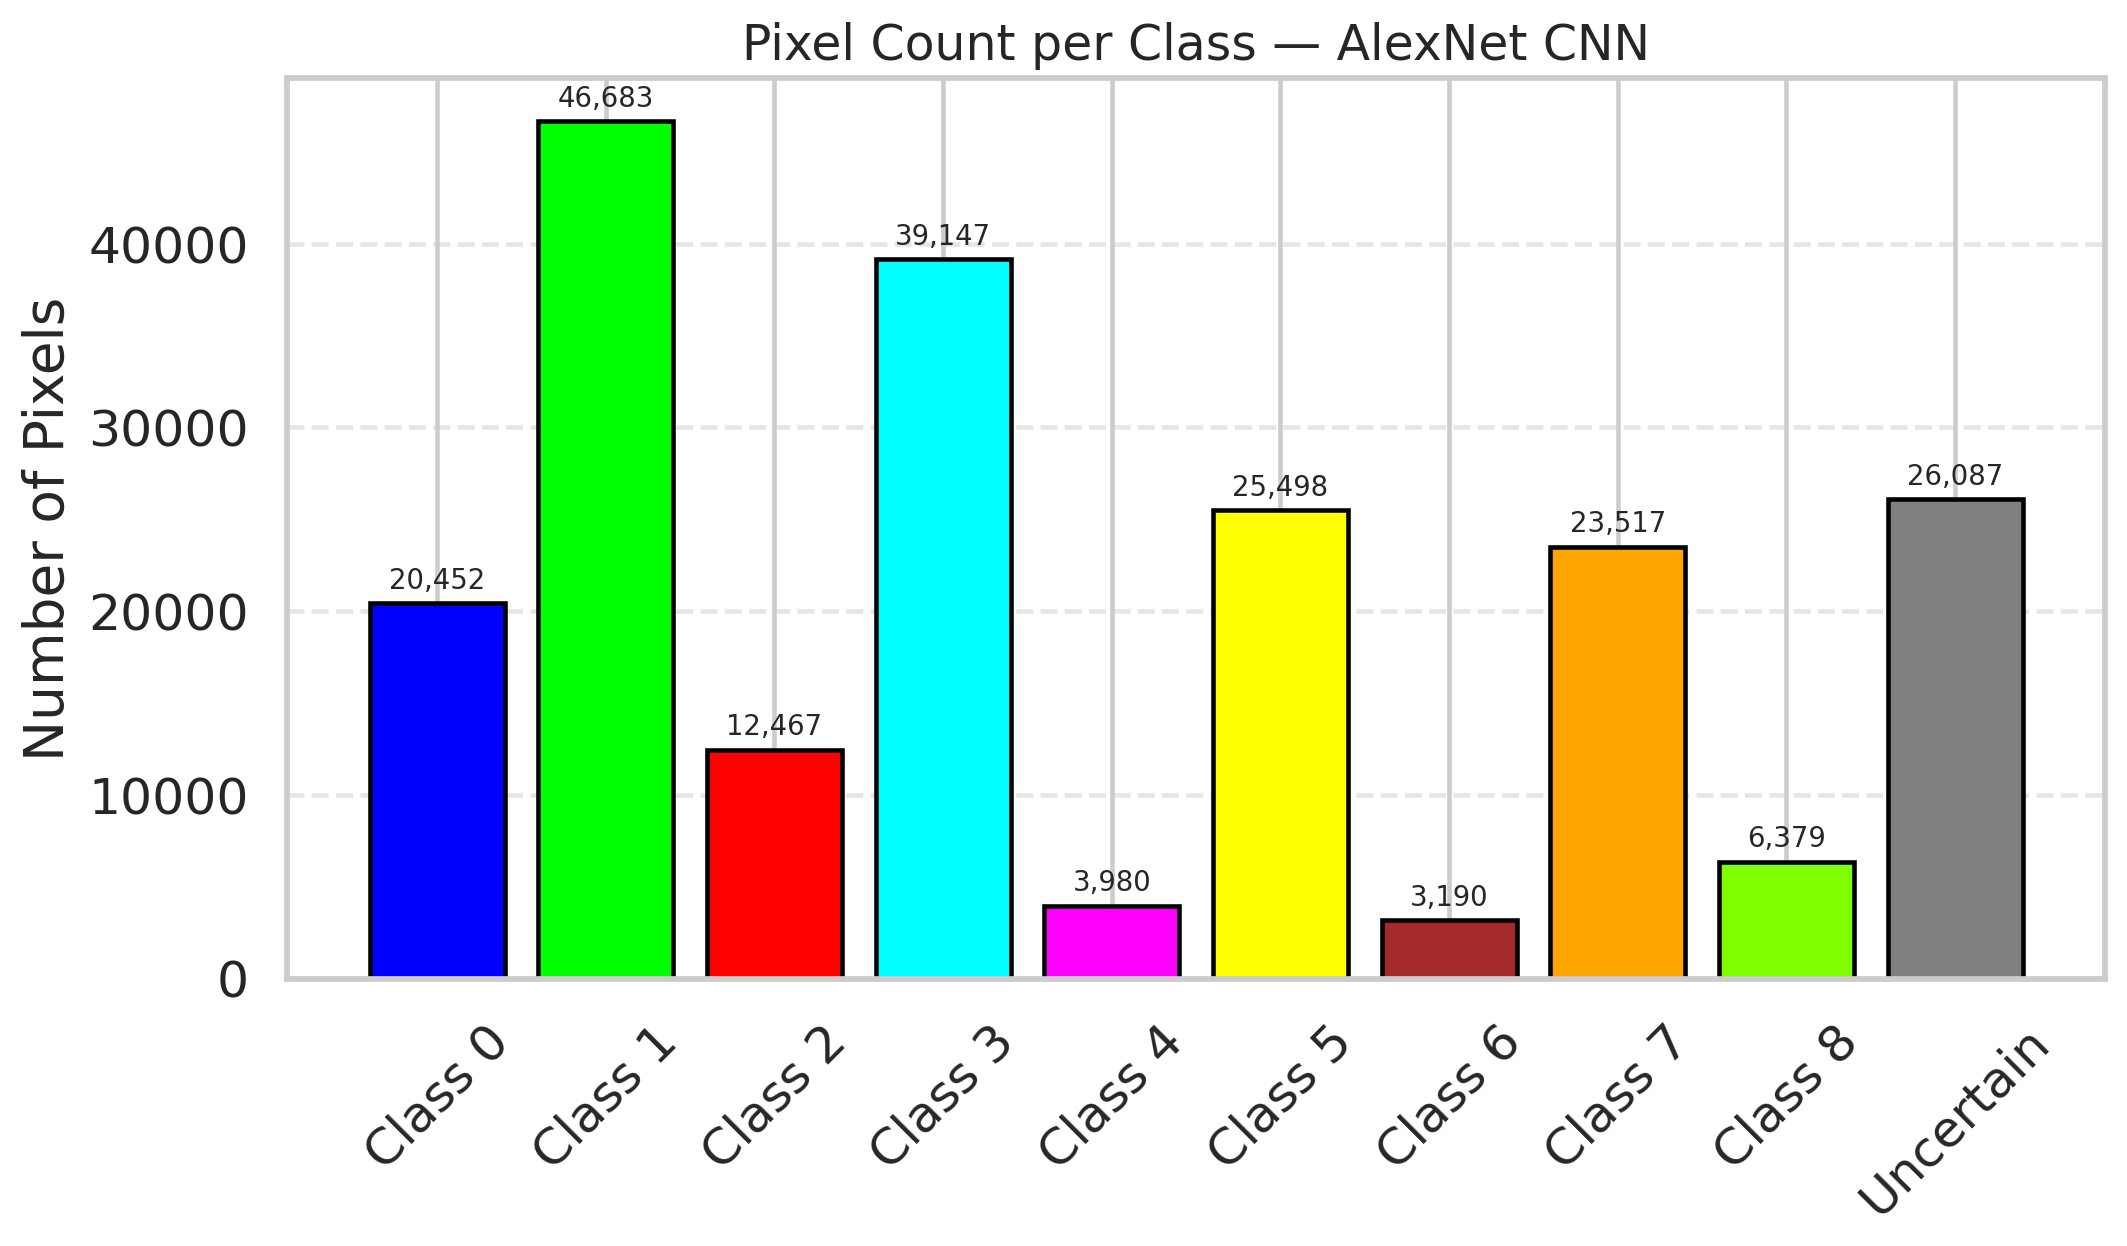 Pixel Count per Class — AlexNet CNN
Number of Pixels
40000
30000
20000
10000
0
20,452
46,683
12,467
39,147
3,980
25,498
3,190
23,517
6,379
26,087
Class 0
Class 1
Class 2
Class 3
Class 4
Class 5
Class 6
Class 7
Class 8
Uncertain